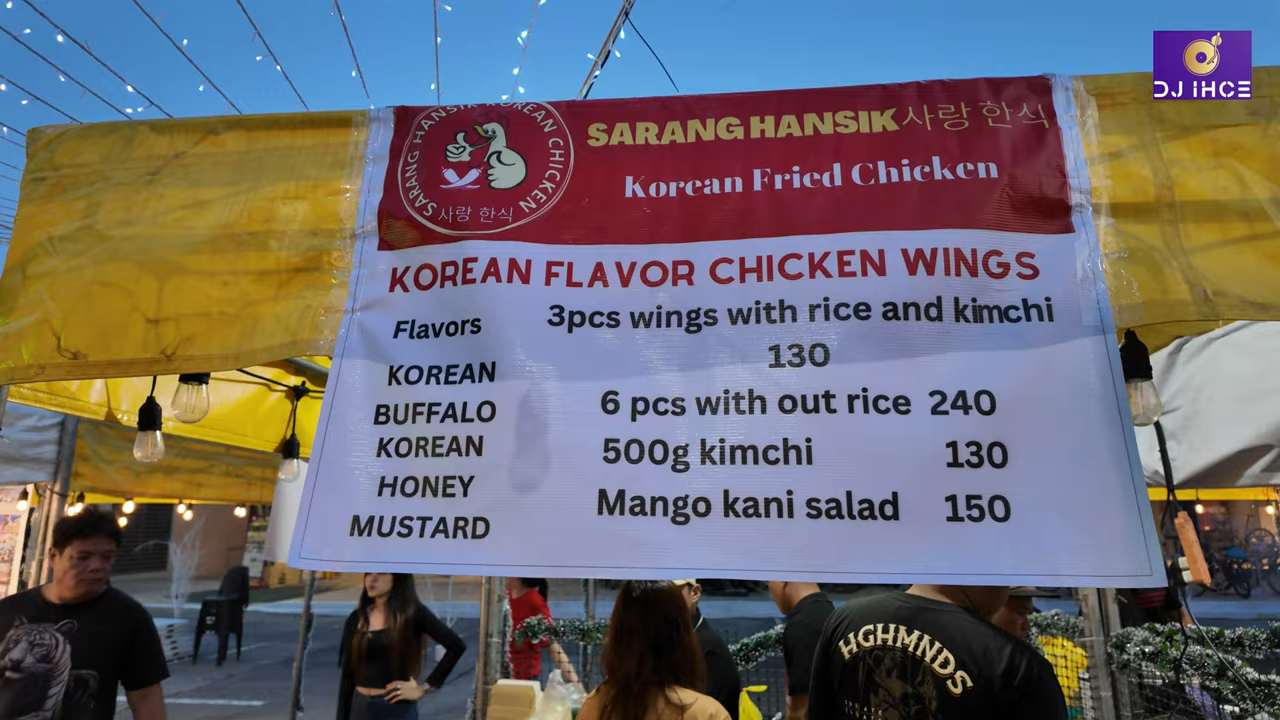 DJ IHCE
SARANG HANSIK KOREAN CHICKEN
사랑 한식
SARANG HANSIK 사랑 한식
Korean Fried Chicken
KOREAN FLAVOR CHICKEN WINGS
Flavors
KOREAN
BUFFALO
KOREAN
HONEY
MUSTARD
3pcs wings with rice and kimchi
130
6 pcs with out rice 240
500g kimchi 130
Mango kani salad 150
HGHMNDS